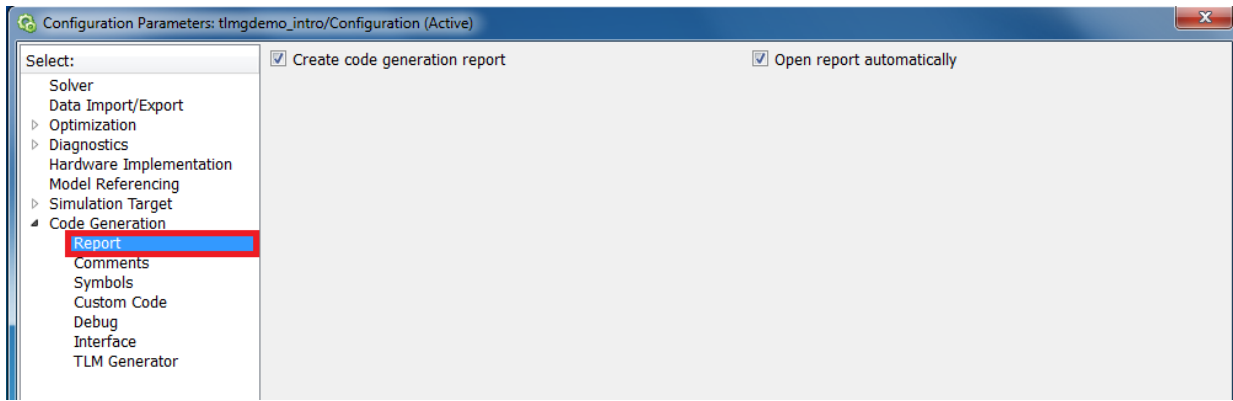 Configuration Parameters: tlmgdemo_intro/Configuration (Active)
Select:
Solver
Data Import/Export
Optimization
Diagnostics
Hardware Implementation
Model Referencing
Simulation Target
Code Generation
Report
Comments
Symbols
Custom Code
Debug
Interface
TLM Generator
Create code generation report
Open report automatically